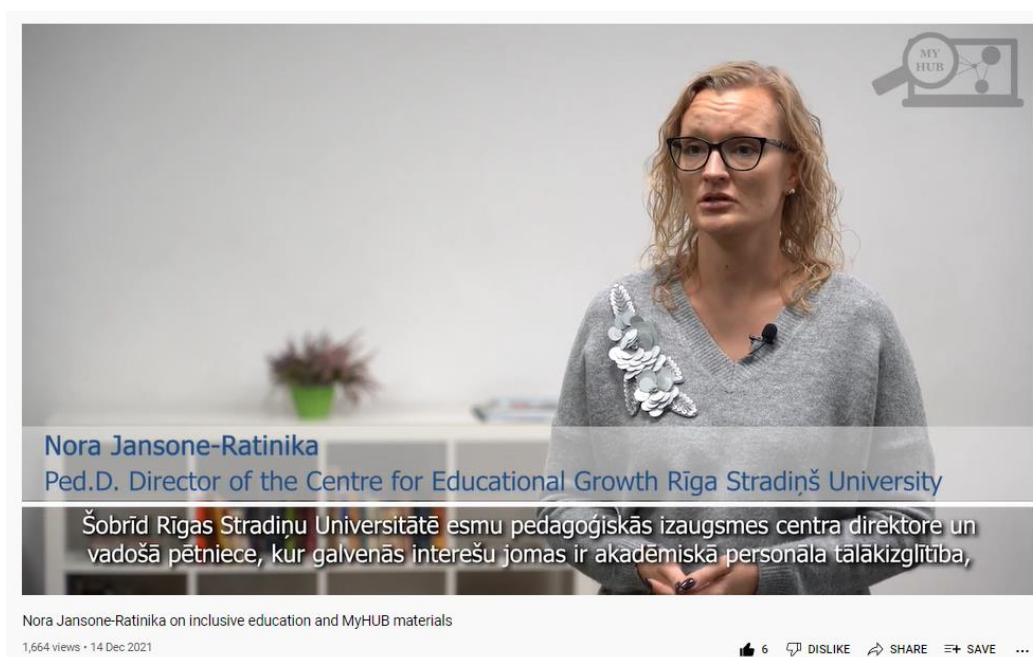 MY
HUB
Nora Jansone-Ratinika
Ped.D. Director of the Centre for Educational Growth Rīga Stradiņš University
Šobrīd Rīgas Stradiņu Universitātē esmu pedagoģiskās izaugsmes centra direktore un
vadošā pētniece, kur galvenās interešu jomas ir akadēmiskā personāla tālākizglītība,
Nora Jansone-Ratinika on inclusive education and MyHUB materials
1,664 views • 14 Dec 2021
6 DISLIKE SHARE SAVE ...